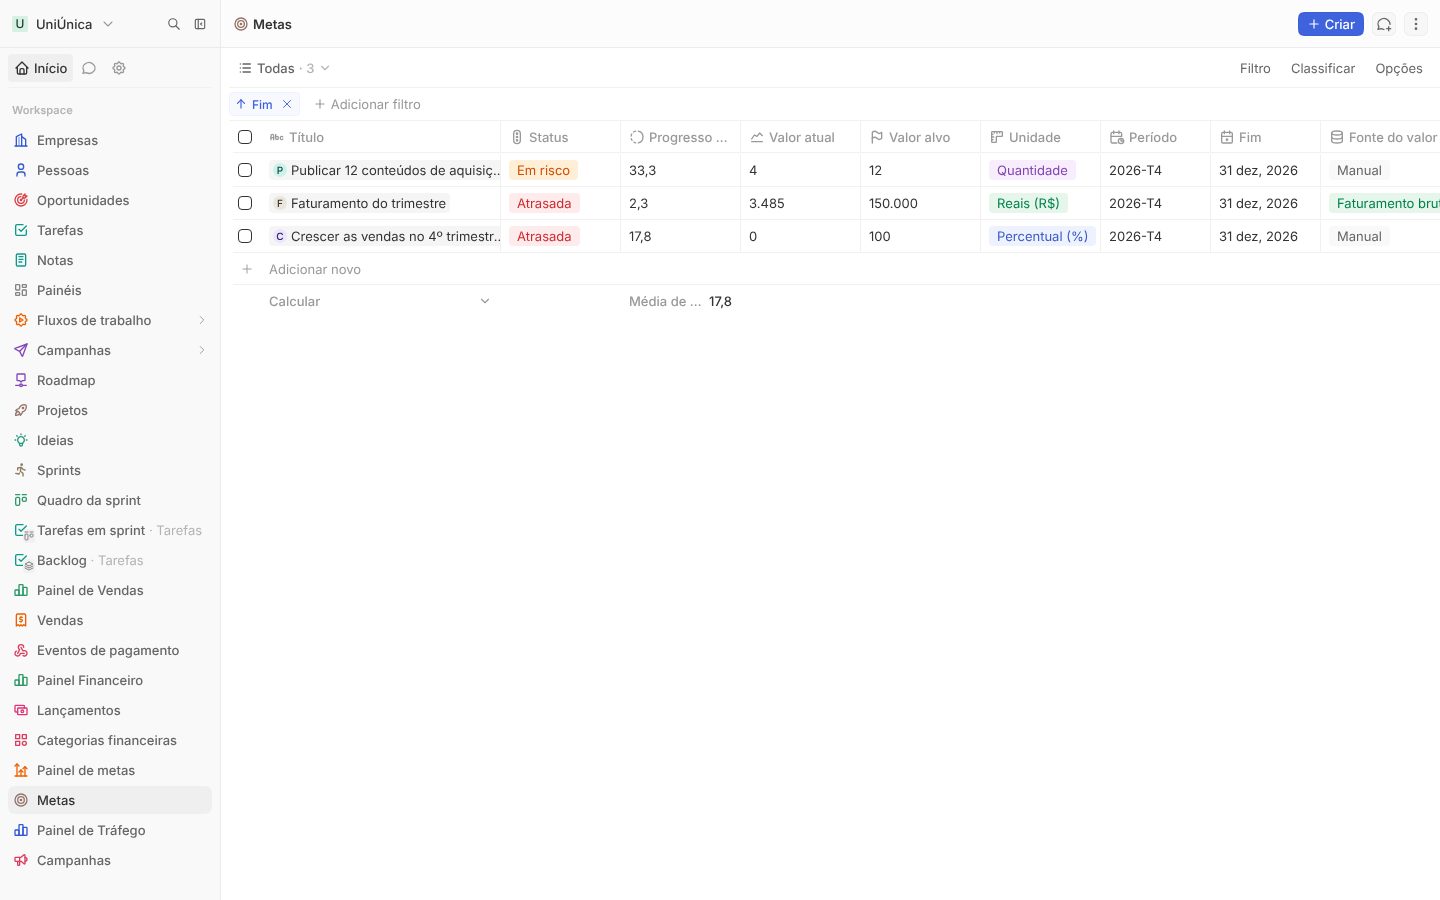 U UniÚnica
Metas
Criar
Início
Todas · 3
Filtro Classificar Opções
Fim
Adicionar filtro
Workspace
Empresas
Pessoas
Oportunidades
Tarefas
Notas
Painéis
Fluxos de trabalho
Campanhas
Roadmap
Projetos
Ideias
Sprints
Quadro da sprint
Tarefas em sprint · Tarefas
Backlog · Tarefas
Painel de Vendas
Vendas
Eventos de pagamento
Painel Financeiro
Lançamentos
Categorias financeiras
Painel de metas
Metas
Painel de Tráfego
Campanhas
Abc Título Status Progresso ... Valor atual Valor alvo Unidade Período Fim Fonte do valor
P Publicar 12 conteúdos de aquisiç... Em risco 33,3 4 12 Quantidade 2026-T4 31 dez, 2026 Manual
F Faturamento do trimestre Atrasada 2,3 3.485 150.000 Reais (R$) 2026-T4 31 dez, 2026 Faturamento brut
C Crescer as vendas no 4º trimestr... Atrasada 17,8 0 100 Percentual (%) 2026-T4 31 dez, 2026 Manual
Adicionar novo
Calcular Média de ... 17,8